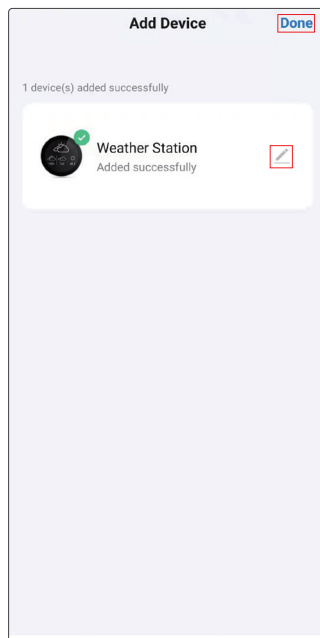 Add Device
Done
1 device(s) added successfully
Weather Station
Added successfully